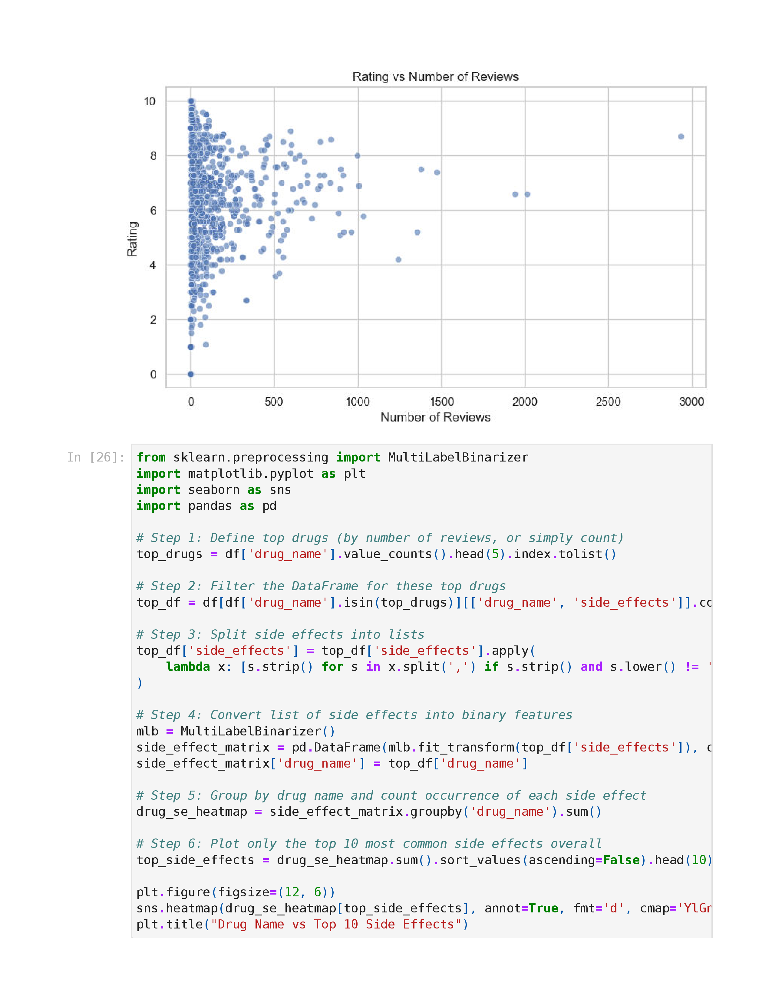 Rating vs Number of Reviews
10
8
6
4
2
0
Rating
0 500 1000 1500 2000 2500 3000
Number of Reviews
In [26]:
from sklearn.preprocessing import MultiLabelBinarizer
import matplotlib.pyplot as plt
import seaborn as sns
import pandas as pd
# Step 1: Define top drugs (by number of reviews, or simply count)
top_drugs = df['drug_name'].value_counts().head(5).index.tolist()
# Step 2: Filter the DataFrame for these top drugs
top_df = df[df['drug_name'].isin(top_drugs)][['drug_name', 'side_effects']].co
# Step 3: Split side effects into lists
top_df['side_effects'] = top_df['side_effects'].apply(
    lambda x: [s.strip() for s in x.split(',') if s.strip() and s.lower() != '
)
# Step 4: Convert list of side effects into binary features
mlb = MultiLabelBinarizer()
side_effect_matrix = pd.DataFrame(mlb.fit_transform(top_df['side_effects']), c
side_effect_matrix['drug_name'] = top_df['drug_name']
# Step 5: Group by drug name and count occurrence of each side effect
drug_se_heatmap = side_effect_matrix.groupby('drug_name').sum()
# Step 6: Plot only the top 10 most common side effects overall
top_side_effects = drug_se_heatmap.sum().sort_values(ascending=False).head(10)
plt.figure(figsize=(12, 6))
sns.heatmap(drug_se_heatmap[top_side_effects], annot=True, fmt='d', cmap='YlGn
plt.title("Drug Name vs Top 10 Side Effects")